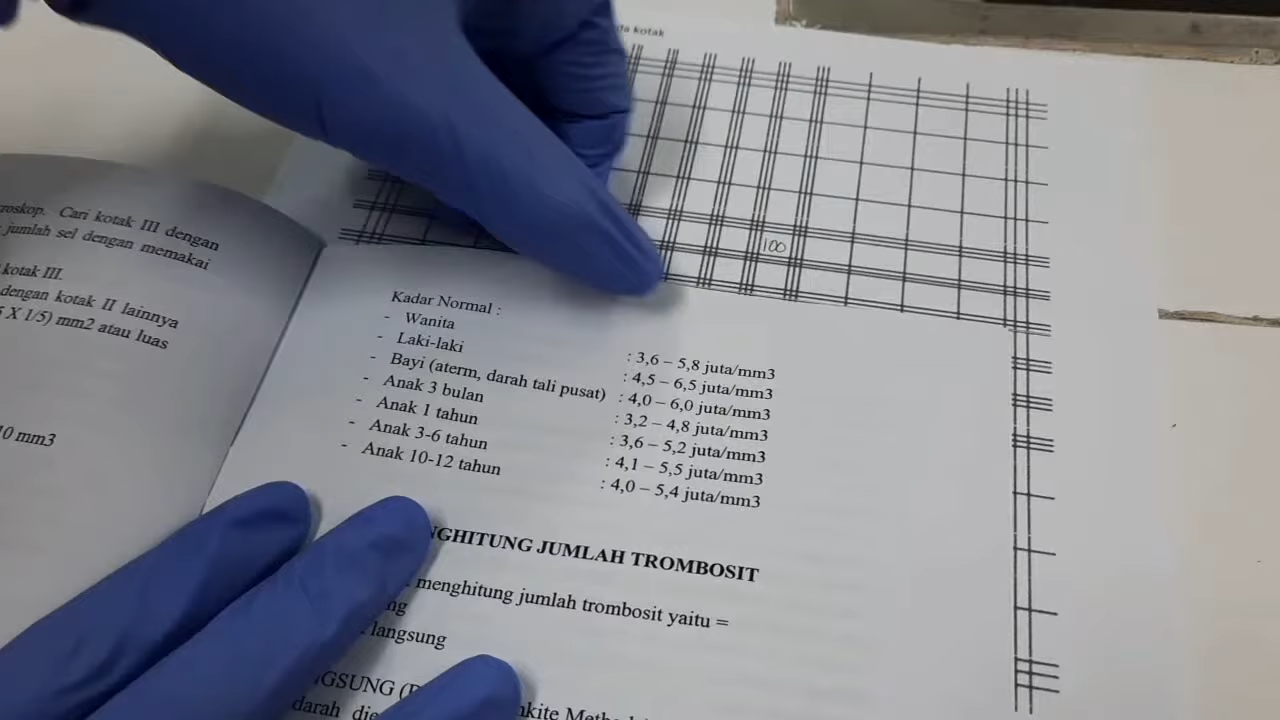 kotak
roskop. Cari kotak III dengan
jumlah sel dengan memakai
kotak III.
dengan kotak II lainnya
X 1/5) mm2 atau luas
0 mm3
100
Kadar Normal :
- Wanita : 3,6 – 5,8 juta/mm3
- Laki-laki : 4,5 – 6,5 juta/mm3
- Bayi (aterm, darah tali pusat) : 4,0 – 6,0 juta/mm3
- Anak 3 bulan : 3,2 – 4,8 juta/mm3
- Anak 1 tahun : 3,6 – 5,2 juta/mm3
- Anak 3-6 tahun : 4,1 – 5,5 juta/mm3
- Anak 10-12 tahun : 4,0 – 5,4 juta/mm3
NGHITUNG JUMLAH TROMBOSIT
menghitung jumlah trombosit yaitu =
ng
langsung
GSUNG
darah die